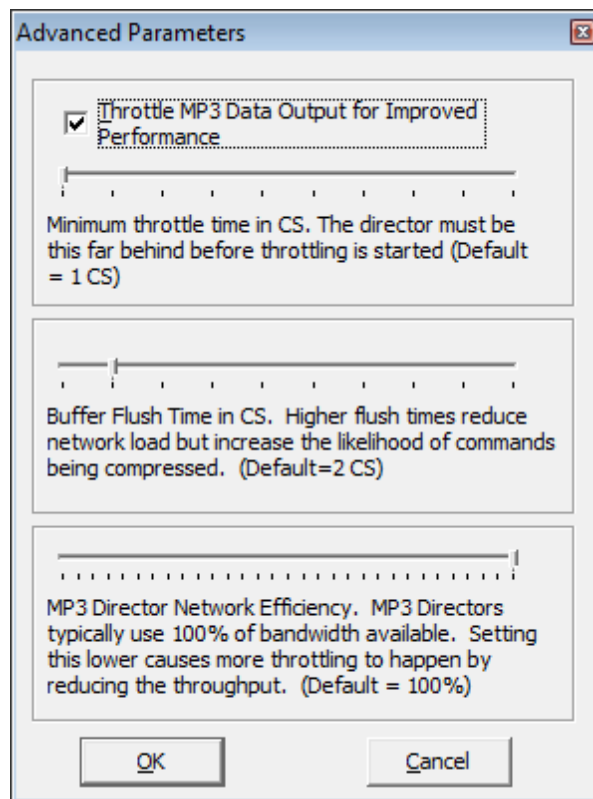 Advanced Parameters
Throttle MP3 Data Output for Improved
Performance
Minimum throttle time in CS. The director must be
this far behind before throttling is started (Default
= 1 CS)
Buffer Flush Time in CS.  Higher flush times reduce
network load but increase the likelihood of commands
being compressed.  (Default=2 CS)
MP3 Director Network Efficiency.  MP3 Directors
typically use 100% of bandwidth available.  Setting
this lower causes more throttling to happen by
reducing the throughput.  (Default = 100%)
OK
Cancel